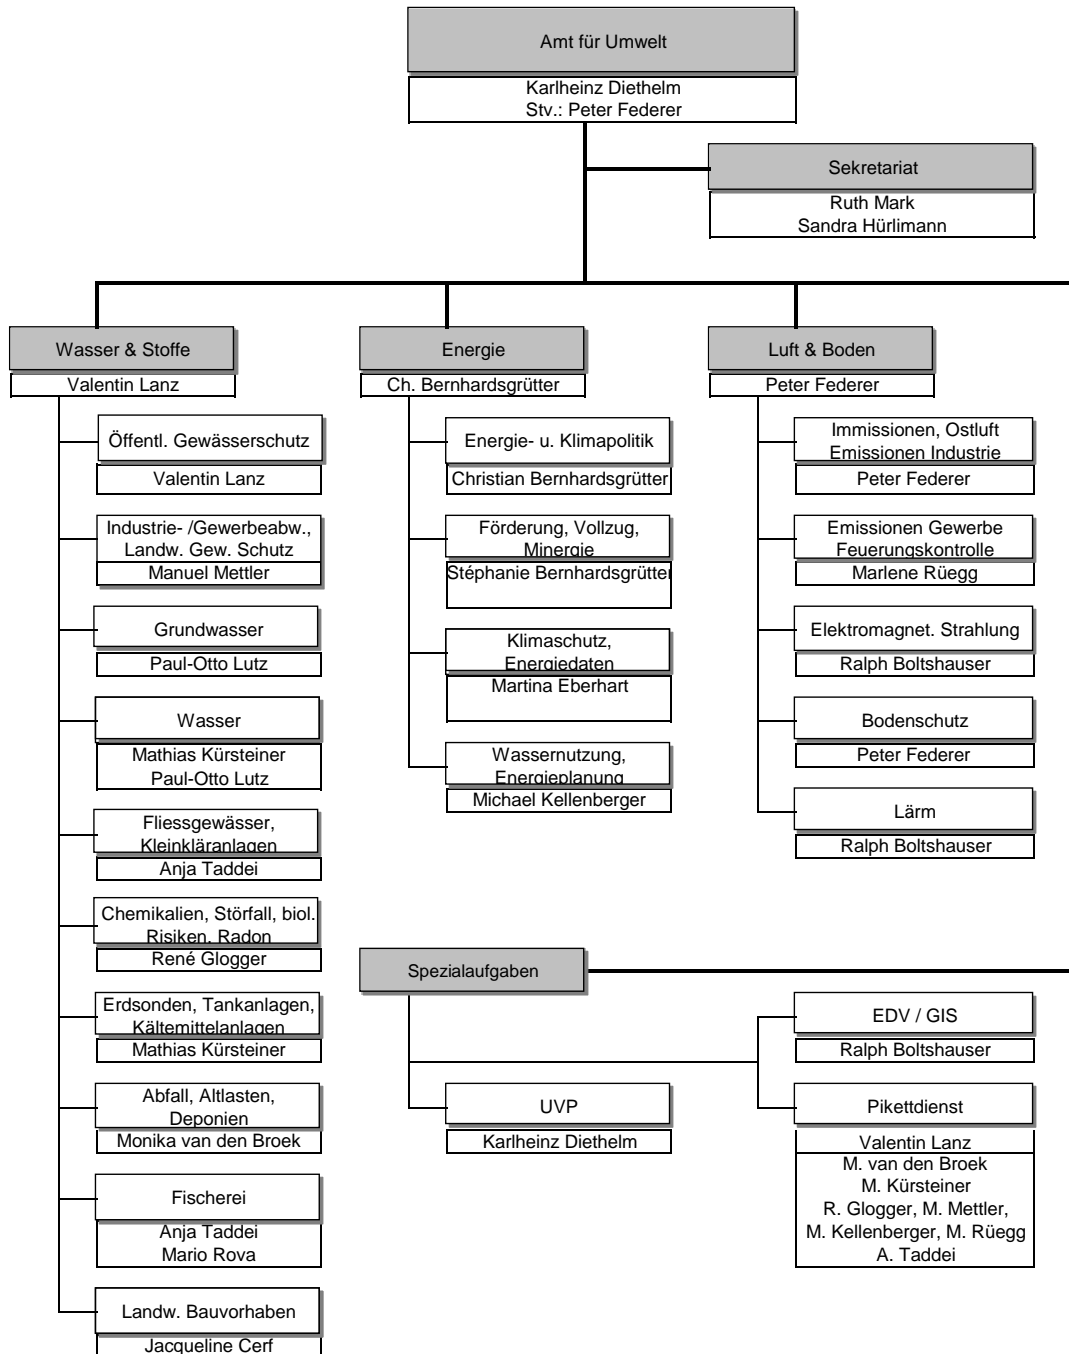 Amt für Umwelt
Karlheinz Diethelm
Stv.: Peter Federer
Sekretariat
Ruth Mark
Sandra Hürlimann
Wasser & Stoffe
Valentin Lanz
Öffentl. Gewässerschutz
Valentin Lanz
Industrie- /Gewerbeabw.,
Landw. Gew. Schutz
Manuel Mettler
Grundwasser
Paul-Otto Lutz
Wasser
Mathias Kürsteiner
Paul-Otto Lutz
Fliessgewässer,
Kleinkläranlagen
Anja Taddei
Chemikalien, Störfall, biol.
Risiken, Radon
René Glogger
Erdsonden, Tankanlagen,
Kältemittelanlagen
Mathias Kürsteiner
Abfall, Altlasten,
Deponien
Monika van den Broek
Fischerei
Anja Taddei
Mario Rova
Landw. Bauvorhaben
Jacqueline Cerf
Energie
Ch. Bernhardsgrütter
Energie- u. Klimapolitik
Christian Bernhardsgrütter
Förderung, Vollzug,
Minergie
Stéphanie Bernhardsgrütter
Klimaschutz,
Energiedaten
Martina Eberhart
Wassernutzung,
Energieplanung
Michael Kellenberger
Luft & Boden
Peter Federer
Immissionen, Ostluft
Emissionen Industrie
Peter Federer
Emissionen Gewerbe
Feuerungskontrolle
Marlene Rüegg
Elektromagnet. Strahlung
Ralph Boltshauser
Bodenschutz
Peter Federer
Lärm
Ralph Boltshauser
Spezialaufgaben
UVP
Karlheinz Diethelm
EDV / GIS
Ralph Boltshauser
Pikettdienst
Valentin Lanz
M. van den Broek
M. Kürsteiner
R. Glogger, M. Mettler,
M. Kellenberger, M. Rüegg
A. Taddei